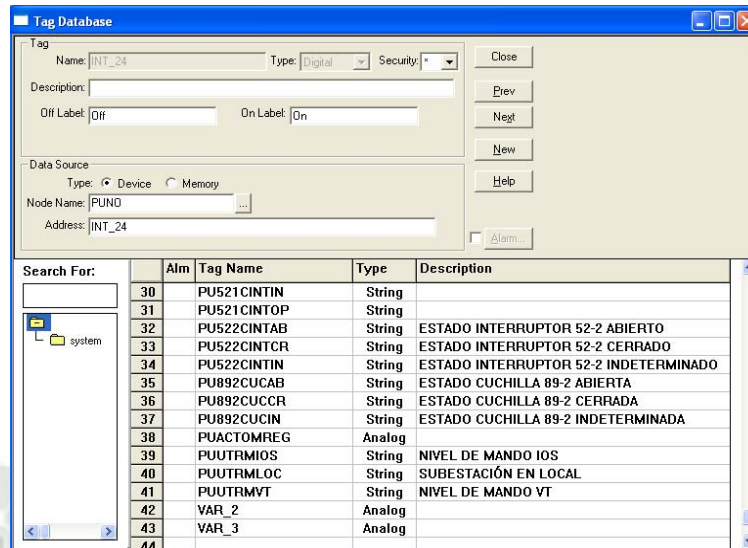 Tag Database
Tag
Name: INT_24 Type: Digital Security: * Close
Description: Prev
Off Label: Off On Label: On Next
New
Data Source
Type: Device Memory Help
Node Name: PUNO ...
Address: INT_24 Alarm...
Search For: Alm Tag Name Type Description
30 PU521CINTIN String
31 PU521CINTOP String
32 PU522CINTAB String ESTADO INTERRUPTOR 52-2 ABIERTO
33 PU522CINTCR String ESTADO INTERRUPTOR 52-2 CERRADO
system 34 PU522CINTIN String ESTADO INTERRUPTOR 52-2 INDETERMINADO
35 PU892CUCAB String ESTADO CUCHILLA 89-2 ABIERTA
36 PU892CUCCR String ESTADO CUCHILLA 89-2 CERRADA
37 PU892CUCIN String ESTADO CUCHILLA 89-2 INDETERMINADA
38 PUACTOMREG Analog
39 PUUTRMIOS String NIVEL DE MANDO IOS
40 PUUTRMLOC String SUBESTACIÓN EN LOCAL
41 PUUTRMVT String NIVEL DE MANDO VT
42 VAR_2 Analog
43 VAR_3 Analog
44